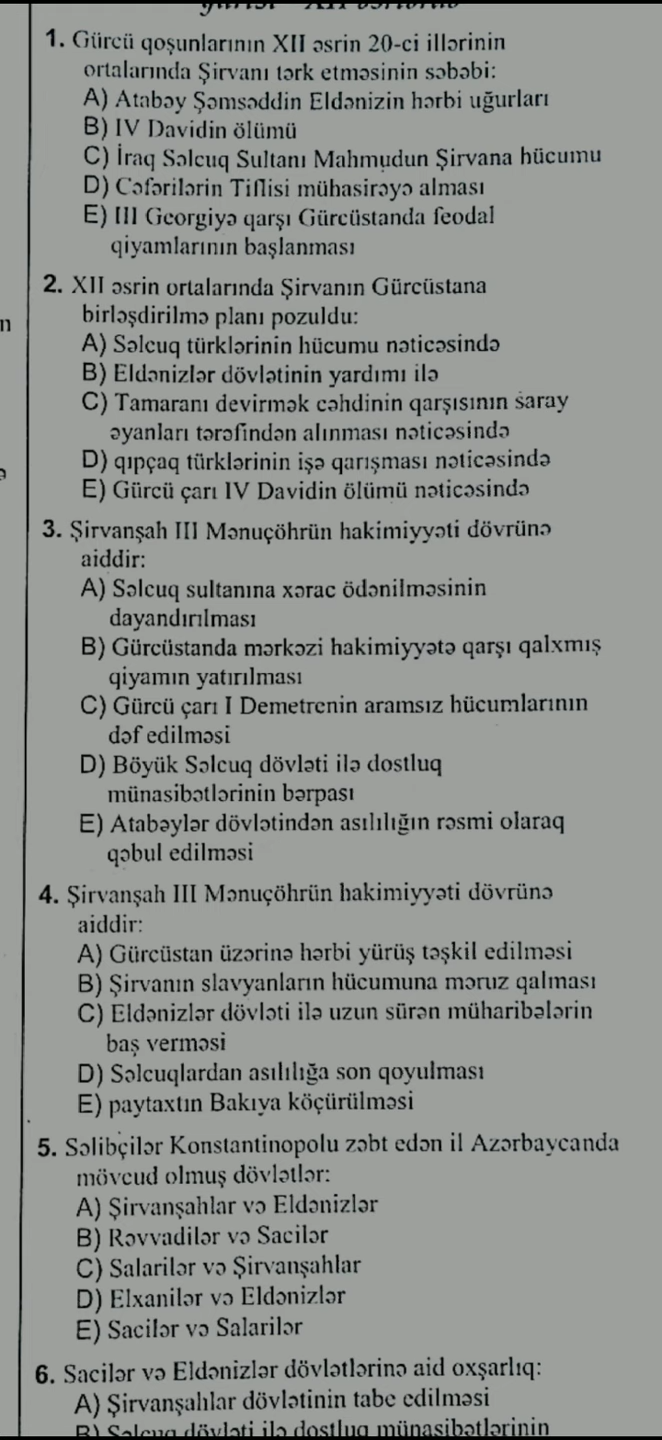 1. Gürcü qoşunlarının XII əsrin 20-ci illərinin
ortalarında Şirvanı tərk etməsinin səbəbi:
A) Atabəy Şəmsəddin Eldənizin hərbi uğurları
B) IV Davidin ölümü
C) İraq Səlcuq Sultanı Mahmudun Şirvana hücumu
D) Cəfərilərin Tiflisi mühasirəyə alması
E) III Georgiyə qarşı Gürcüstanda feodal
qiyamlarının başlanması
2. XII əsrin ortalarında Şirvanın Gürcüstana
birləşdirilmə planı pozuldu:
A) Səlcuq türklərinin hücumu nəticəsində
B) Eldənizlər dövlətinin yardımı ilə
C) Tamaranı devirmək cəhdinin qarşısının saray
əyanları tərəfindən alınması nəticəsində
D) qıpçaq türklərinin işə qarışması nəticəsində
E) Gürcü çarı IV Davidin ölümü nəticəsində
3. Şirvanşah III Mənuçöhrün hakimiyyəti dövrünə
aiddir:
A) Səlcuq sultanına xərac ödənilməsinin
dayandırılması
B) Gürcüstanda mərkəzi hakimiyyətə qarşı qalxmış
qiyamın yatırılması
C) Gürcü çarı I Demetrenin aramsız hücumlarının
dəf edilməsi
D) Böyük Səlcuq dövləti ilə dostluq
münasibətlərinin bərpası
E) Atabəylər dövlətindən asılılığın rəsmi olaraq
qəbul edilməsi
4. Şirvanşah III Mənuçöhrün hakimiyyəti dövrünə
aiddir:
A) Gürcüstan üzərinə hərbi yürüş təşkil edilməsi
B) Şirvanın slavyanların hücumuna məruz qalması
C) Eldənizlər dövləti ilə uzun sürən müharibələrin
baş verməsi
D) Səlcuqlardan asılılığa son qoyulması
E) paytaxtın Bakıya köçürülməsi
5. Səlibçilər Konstantinopolu zəbt edən il Azərbaycanda
mövcud olmuş dövlətlər:
A) Şirvanşahlar və Eldənizlər
B) Rəvvadilər və Sacilər
C) Salarilər və Şirvanşahlar
D) Elxanilər və Eldənizlər
E) Sacilər və Salarilər
6. Sacilər və Eldənizlər dövlətlərinə aid oxşarlıq:
A) Şirvanşahlar dövlətinin tabe edilməsi
B) Səlcuq dövləti ilə dostluq münasibətlərinin